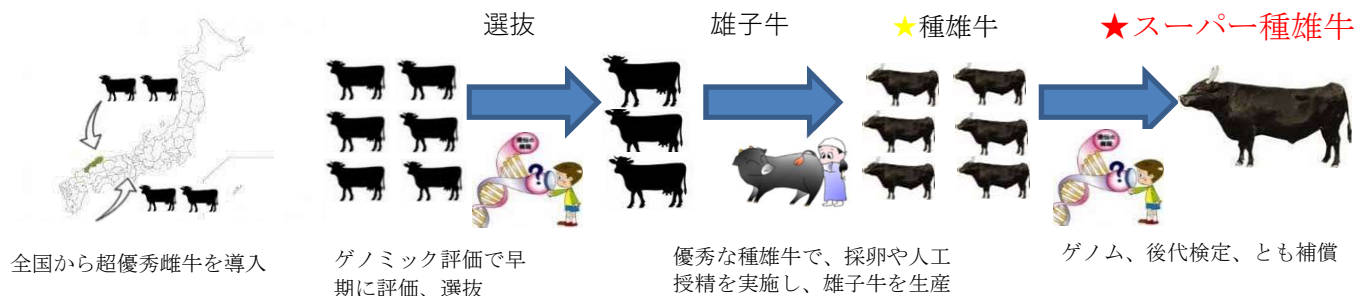 選抜
雄子牛
★種雄牛
★スーパー種雄牛
?
?
全国から超優秀雌牛を導入
ゲノミック評価で早
期に評価、選抜
優秀な種雄牛で、採卵や人工
授精を実施し、雄子牛を生産
ゲノム、後代検定、とも補償